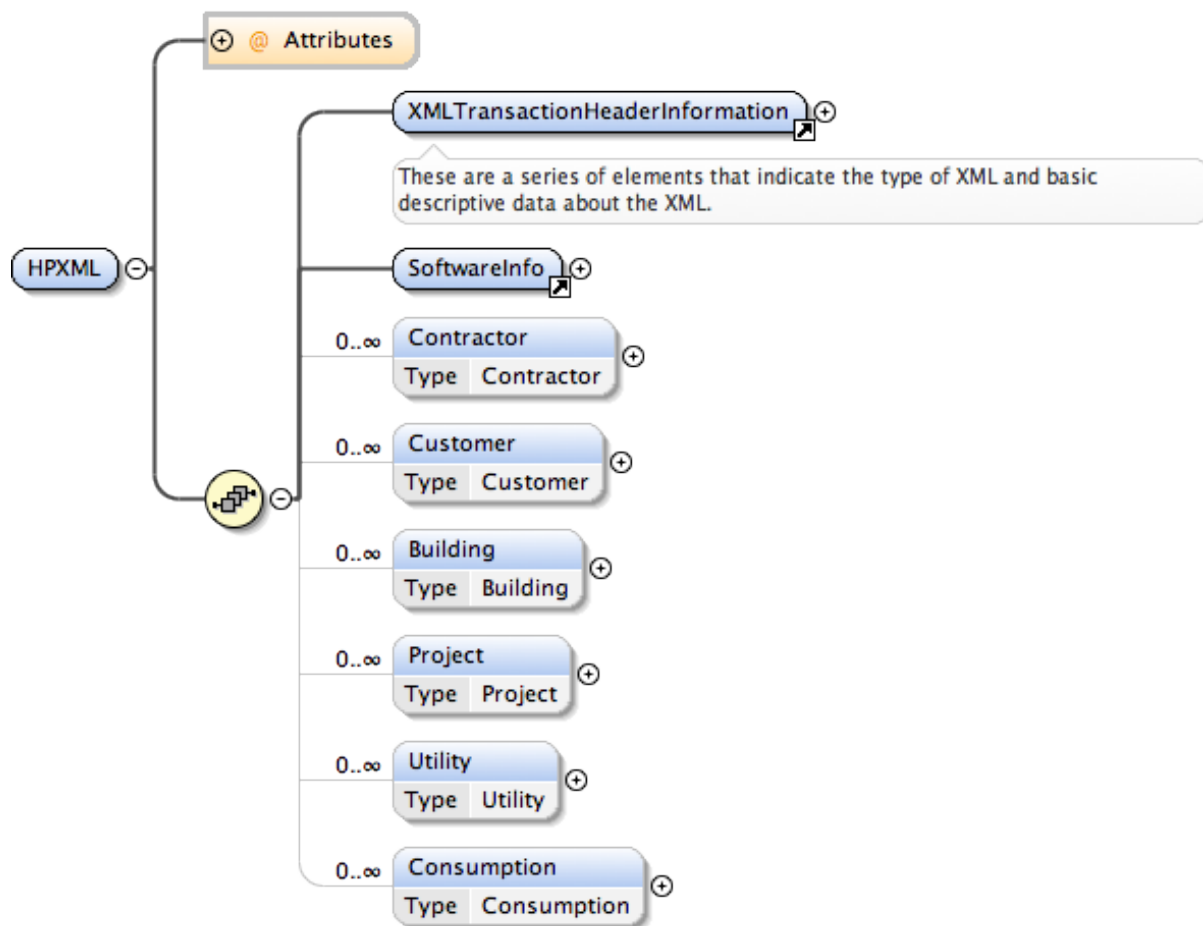 @ Attributes
XMLTransactionHeaderInformation
These are a series of elements that indicate the type of XML and basic
descriptive data about the XML.
HPXML
SoftwareInfo
0..∞ Contractor
Type Contractor
0..∞ Customer
Type Customer
0..∞ Building
Type Building
0..∞ Project
Type Project
0..∞ Utility
Type Utility
0..∞ Consumption
Type Consumption